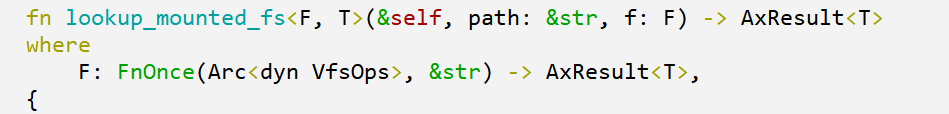 fn lookup_mounted_fs<F, T>(&self, path: &str, f: F) -> AxResult<T>
where
    F: FnOnce(Arc<dyn VfsOps>, &str) -> AxResult<T>,
{